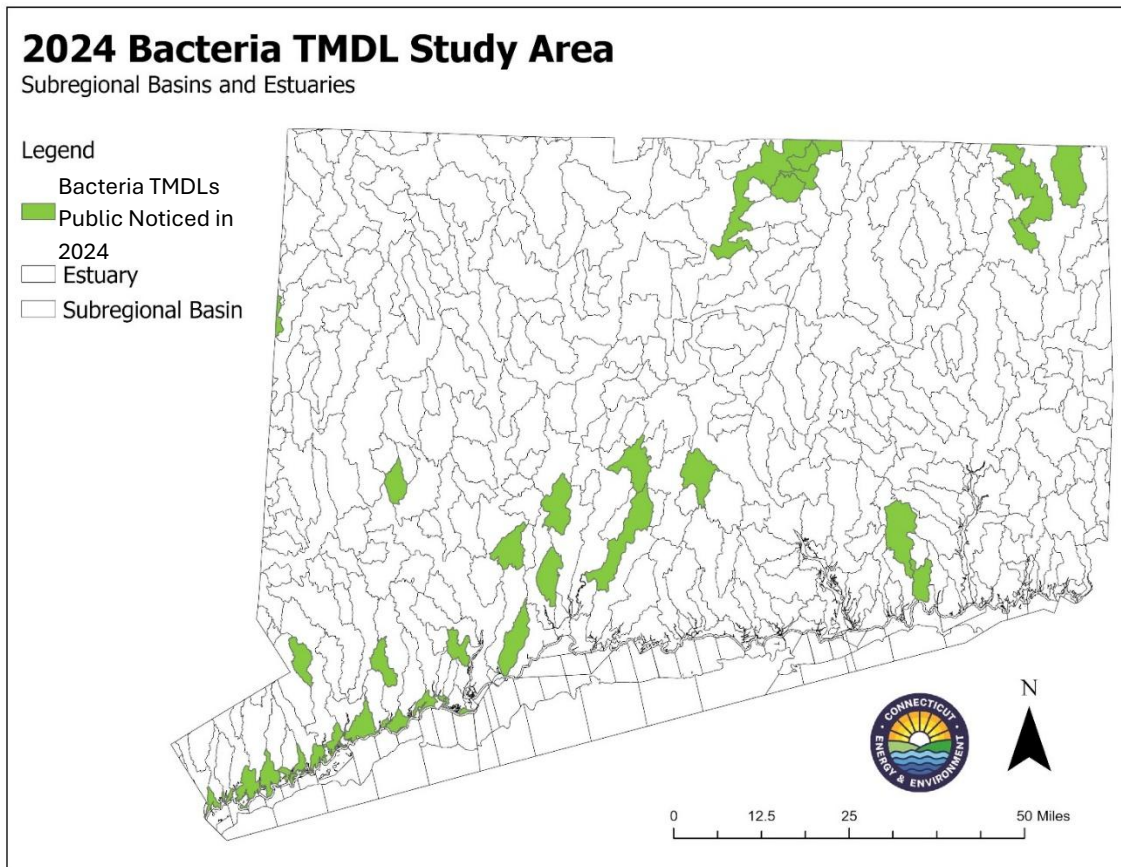 2024 Bacteria TMDL Study Area
Subregional Basins and Estuaries
Legend
Bacteria TMDLs
Public Noticed in
2024
Estuary
Subregional Basin
CONNECTICUT
ENERGY & ENVIRONMENT
N
0 12.5 25 50 Miles